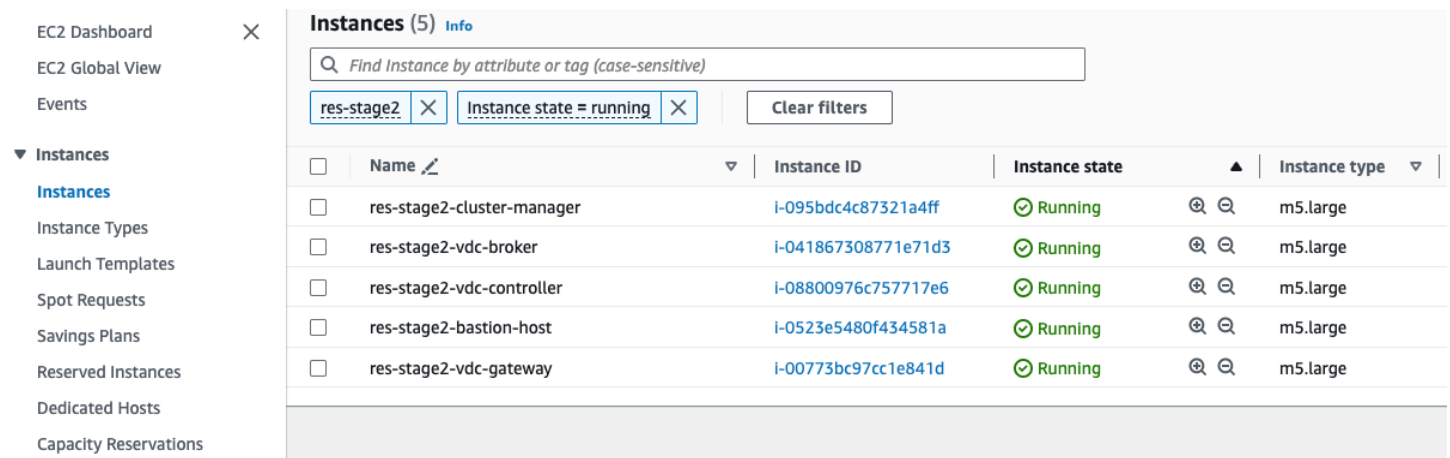 EC2 Dashboard
EC2 Global View
Events
Instances
Instances
Instance Types
Launch Templates
Spot Requests
Savings Plans
Reserved Instances
Dedicated Hosts
Capacity Reservations
Instances (5) Info
Find Instance by attribute or tag (case-sensitive)
res-stage2 Instance state = running Clear filters
Name Instance ID Instance state Instance type
res-stage2-cluster-manager i-095bdc4c87321a4ff Running m5.large
res-stage2-vdc-broker i-041867308771e71d3 Running m5.large
res-stage2-vdc-controller i-08800976c757717e6 Running m5.large
res-stage2-bastion-host i-0523e5480f434581a Running m5.large
res-stage2-vdc-gateway i-00773bc97cc1e841d Running m5.large